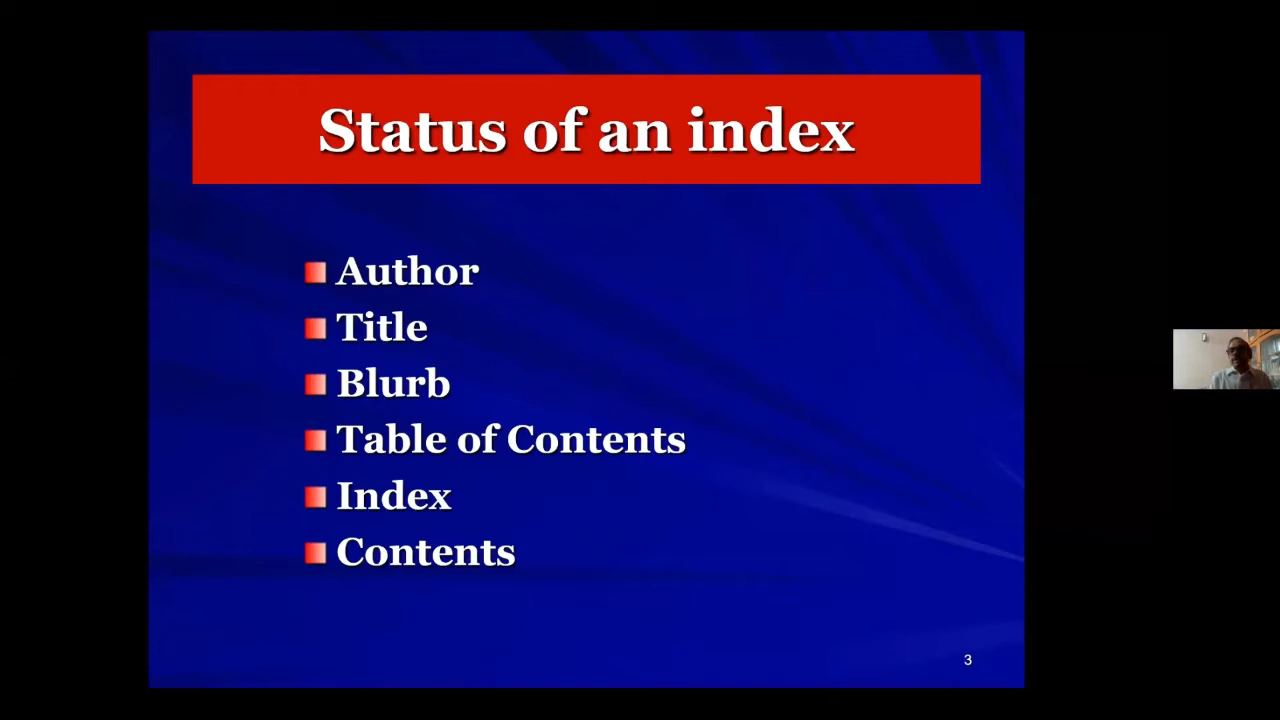 Status of an index
Author
Title
Blurb
Table of Contents
Index
Contents
3